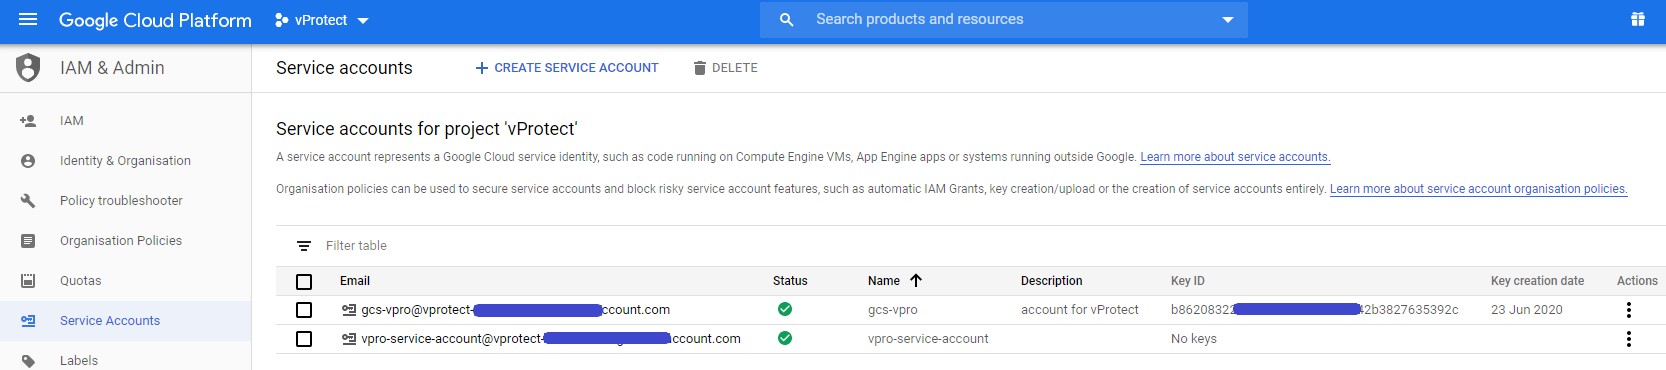 Google Cloud Platform vProtect Search products and resources
IAM & Admin
Service accounts + CREATE SERVICE ACCOUNT DELETE
IAM
Identity & Organisation
Policy troubleshooter
Organisation Policies
Quotas
Service Accounts
Labels
Service accounts for project 'vProtect'
A service account represents a Google Cloud service identity, such as code running on Compute Engine VMs, App Engine apps or systems running outside Google. Learn more about service accounts.
Organisation policies can be used to secure service accounts and block risky service account features, such as automatic IAM Grants, key creation/upload or the creation of service accounts entirely. Learn more about service account organisation policies.
Filter table
Email Status Name Description Key ID Key creation date Actions
gcs-vpro@vprotect- ccount.com gcs-vpro account for vProtect b86208322 42b3827635392c 23 Jun 2020
vpro-service-account@vprotect- account.com vpro-service-account No keys